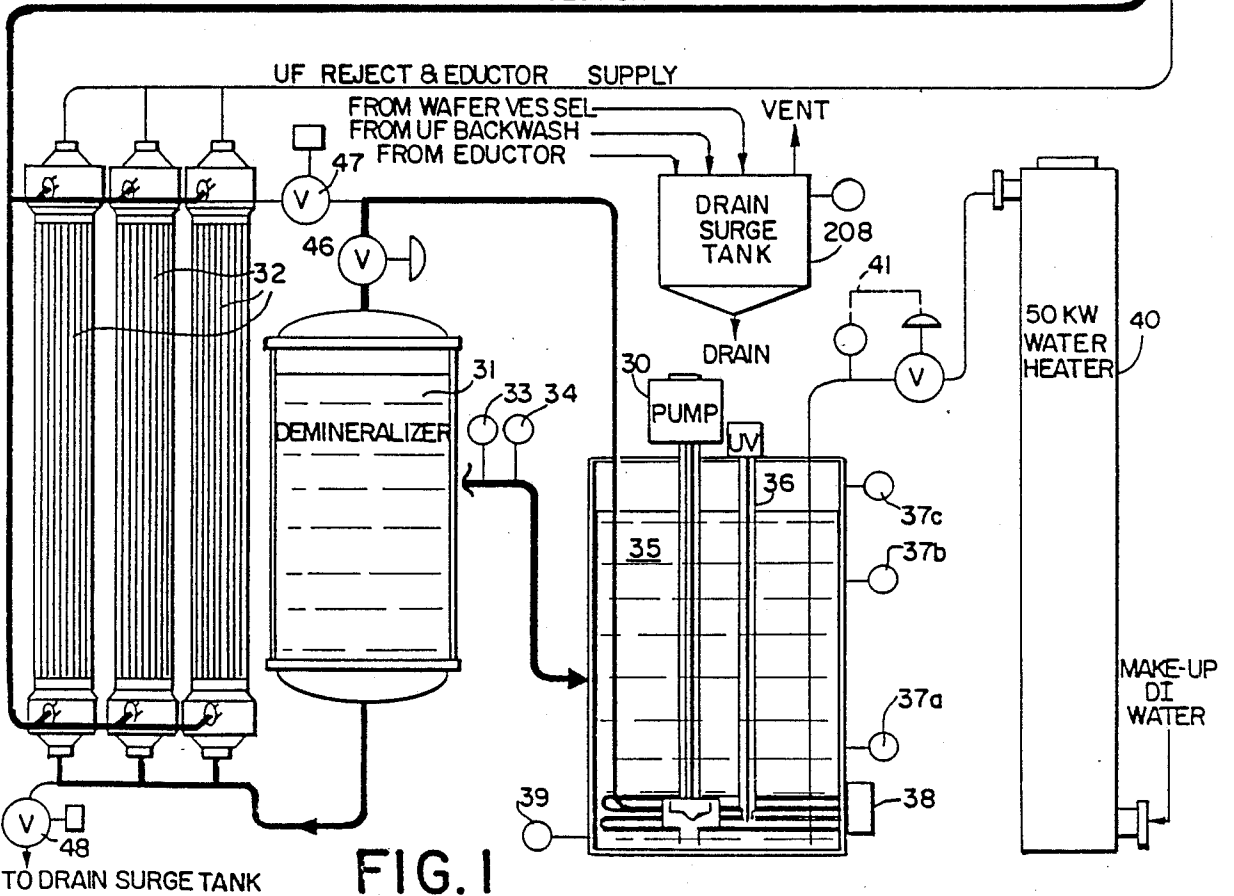 UF REJECT & EDUCTOR SUPPLY
FROM WAFER VESSEL
FROM UF BACKWASH
FROM EDUCTOR
VENT
47
V
DRAIN
SURGE
TANK
208
46
V
41
32
50 KW
WATER
HEATER
40
DRAIN
V
30
PUMP
31
33
34
DEMINERALIZER
UV
36
37c
35
37b
MAKE-UP
DI
WATER
37a
38
39
V
48
TO DRAIN SURGE TANK
FIG. 1